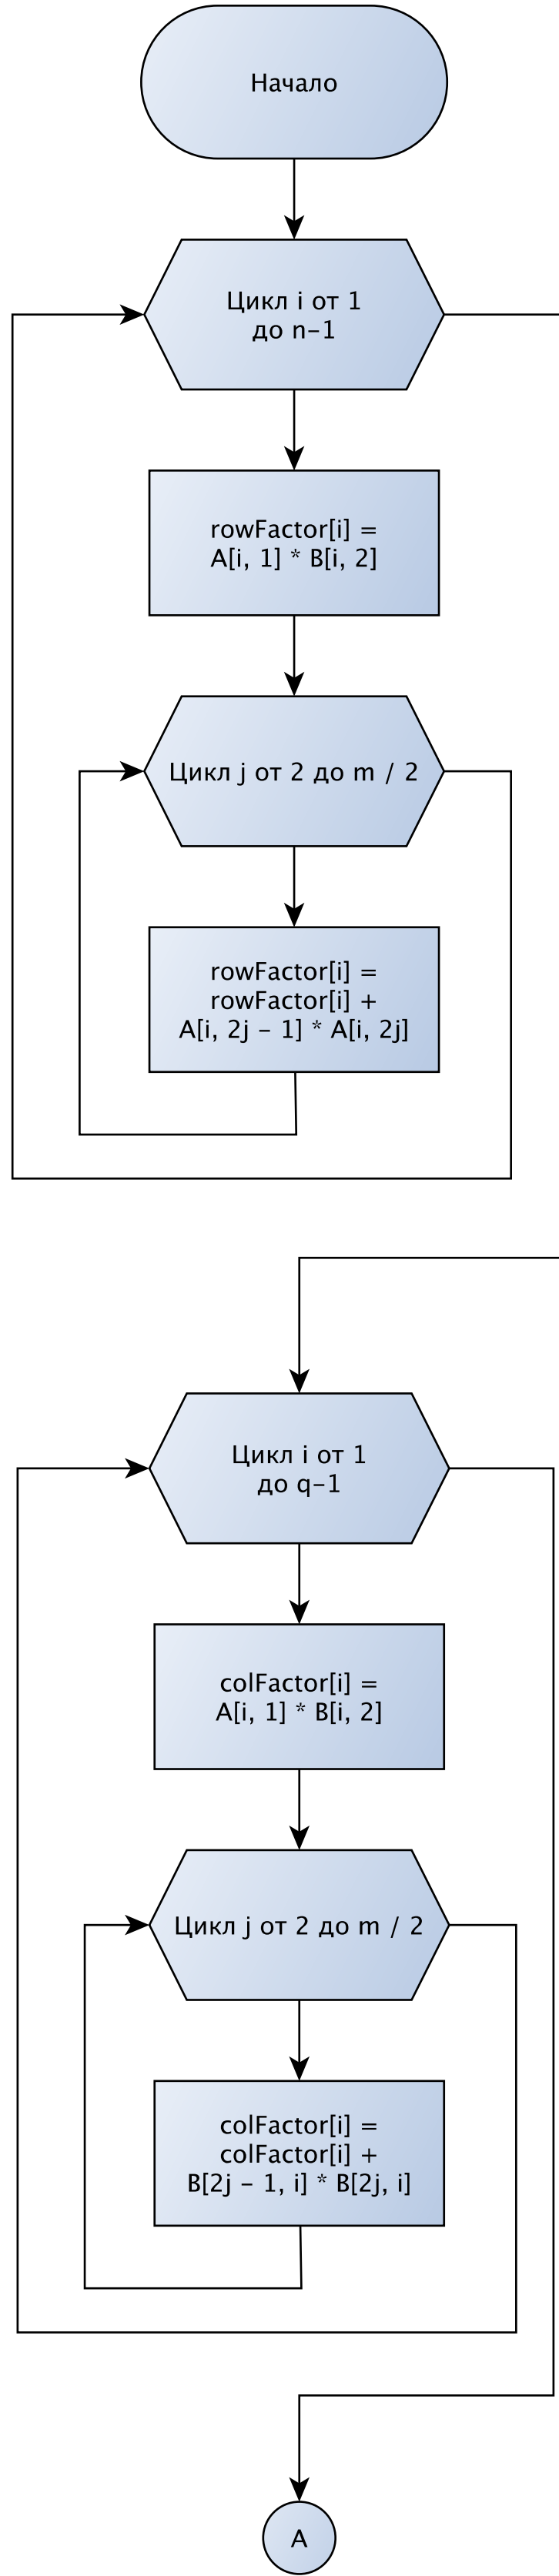 Начало
Цикл i от 1
до n-1
rowFactor[i] =
A[i, 1] * B[i, 2]
Цикл j от 2 до m / 2
rowFactor[i] =
rowFactor[i] +
A[i, 2j - 1] * A[i, 2j]
Цикл i от 1
до q-1
colFactor[i] =
A[i, 1] * B[i, 2]
Цикл j от 2 до m / 2
colFactor[i] =
colFactor[i] +
B[2j - 1, i] * B[2j, i]
A